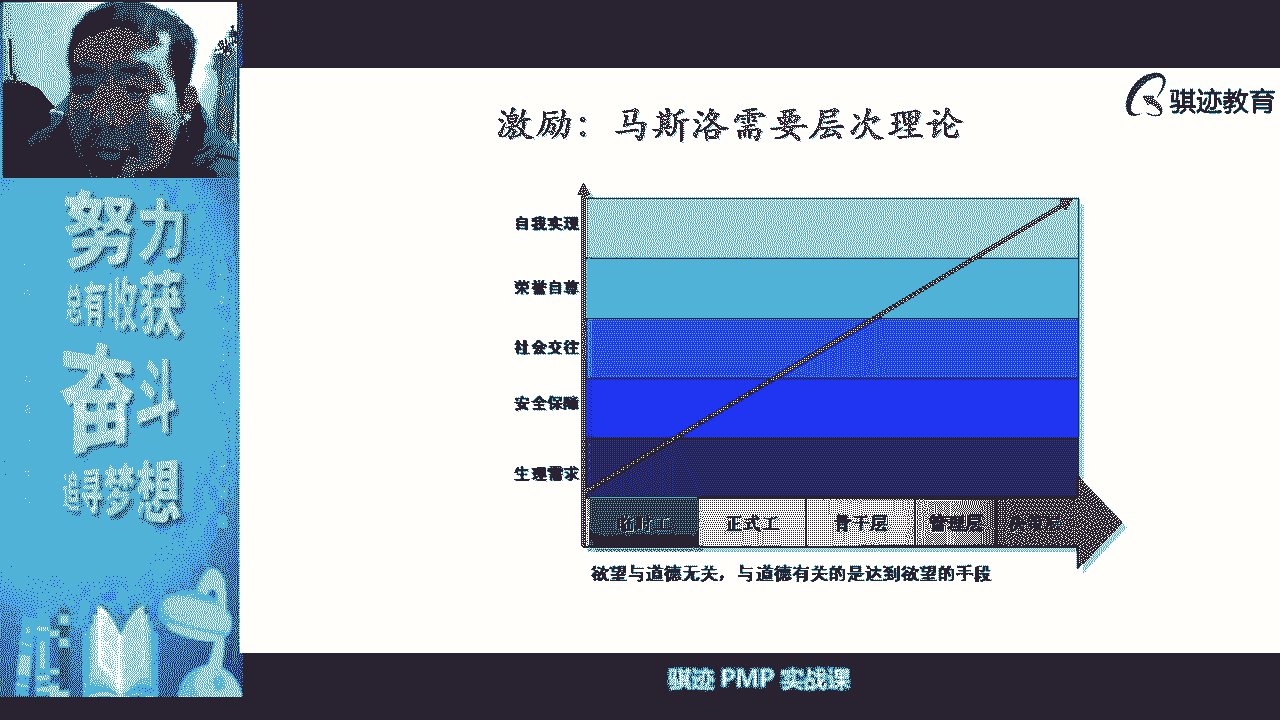 骐迹教育
激励：马斯洛需要层次理论
努力
总有收获
奋斗
追寻梦想
自我实现
荣誉自尊
社会交往
安全保障
生理需求
临时工 正式工 骨干层 管理层
欲望与道德无关，与道德有关的是达到欲望的手段
骐迹 PMP 实战课